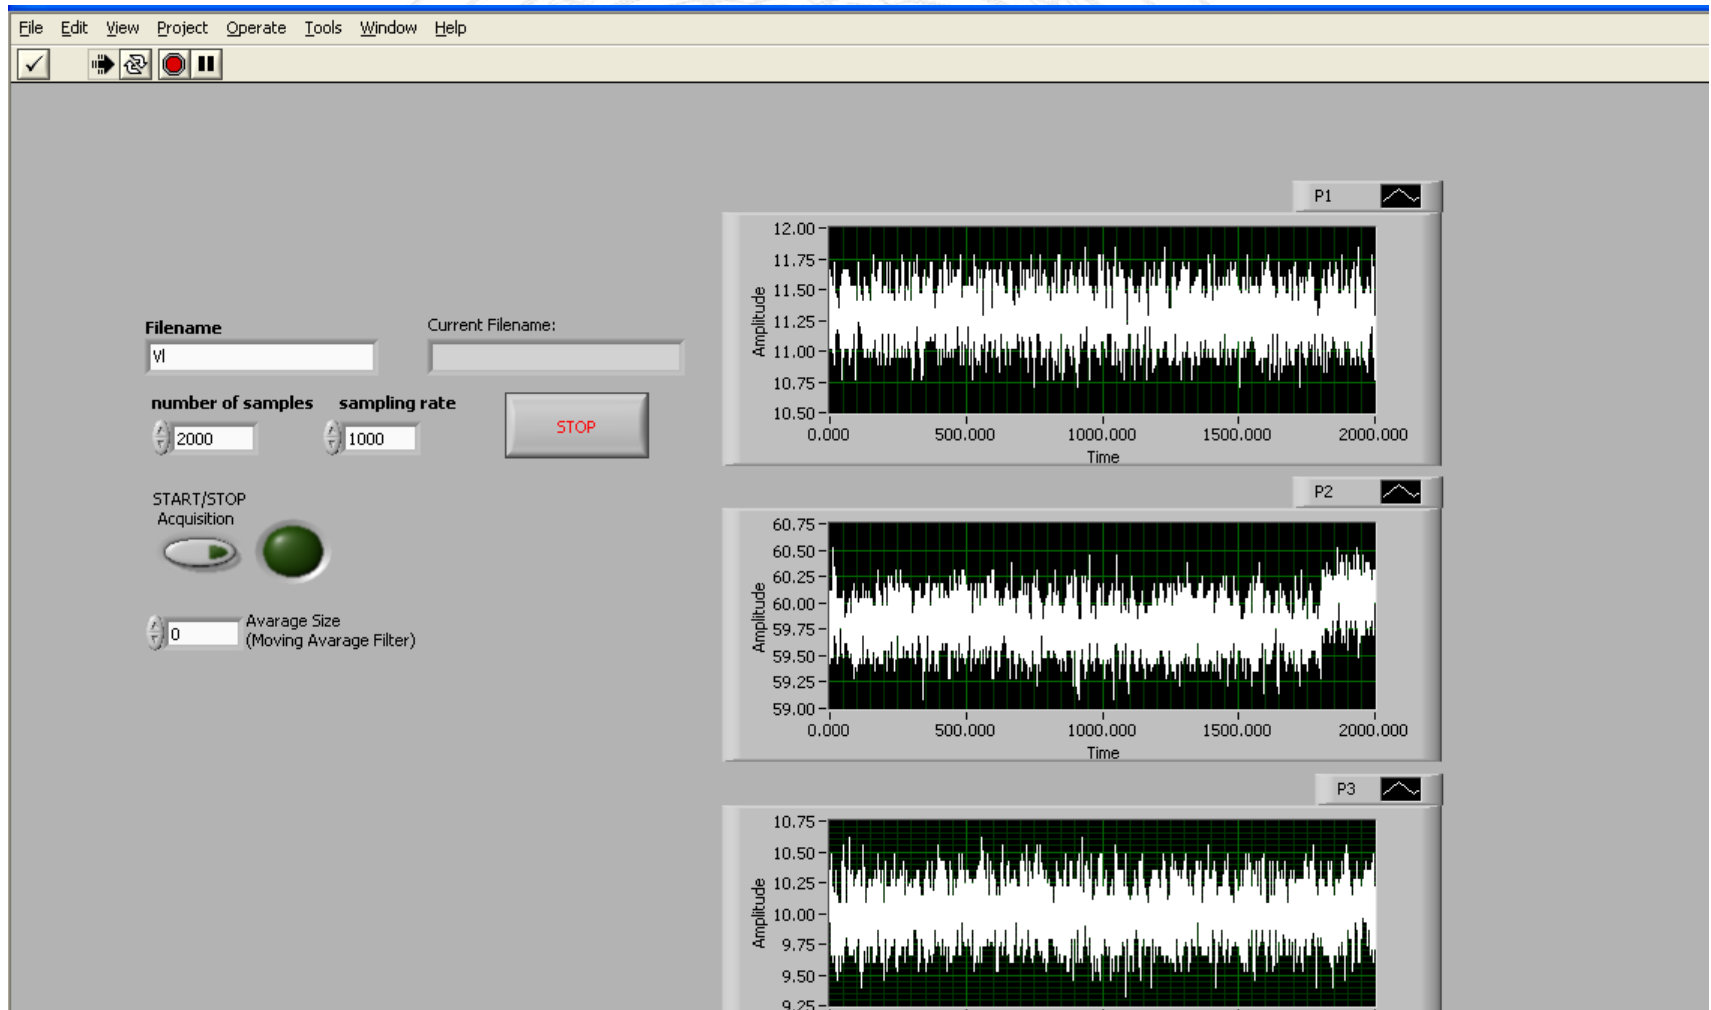 File Edit View Project Operate Tools Window Help
Filename
VI
Current Filename:
number of samples
2000
sampling rate
1000
STOP
START/STOP
Acquisition
0
Avarage Size
(Moving Avarage Filter)
P1
12.00
11.75
11.50
11.25
11.00
10.75
10.50
Amplitude
0.000 500.000 1000.000 1500.000 2000.000
Time
P2
60.75
60.50
60.25
60.00
59.75
59.50
59.25
59.00
Amplitude
0.000 500.000 1000.000 1500.000 2000.000
Time
P3
10.75
10.50
10.25
10.00
9.75
9.50
9.25
Amplitude